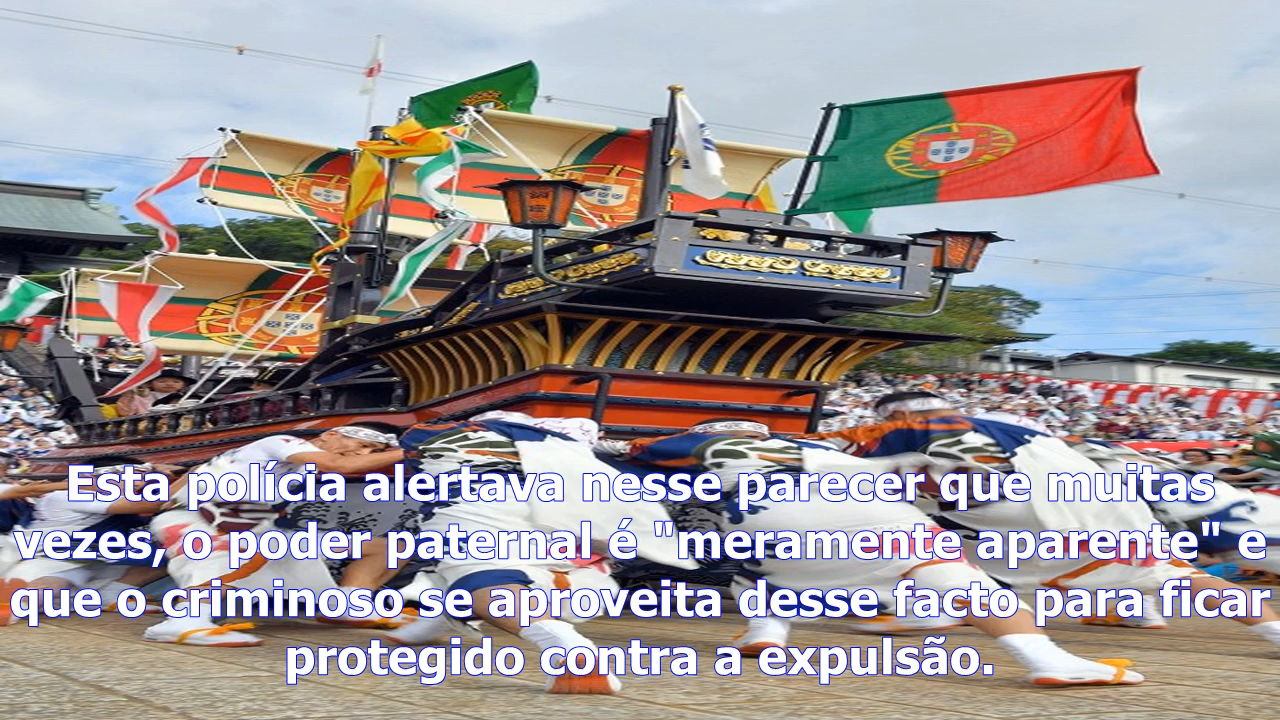 Esta polícia alertava nesse parecer que muitas
vezes, o poder paternal é "meramente aparente" e
que o criminoso se aproveita desse facto para ficar
protegido contra a expulsão.